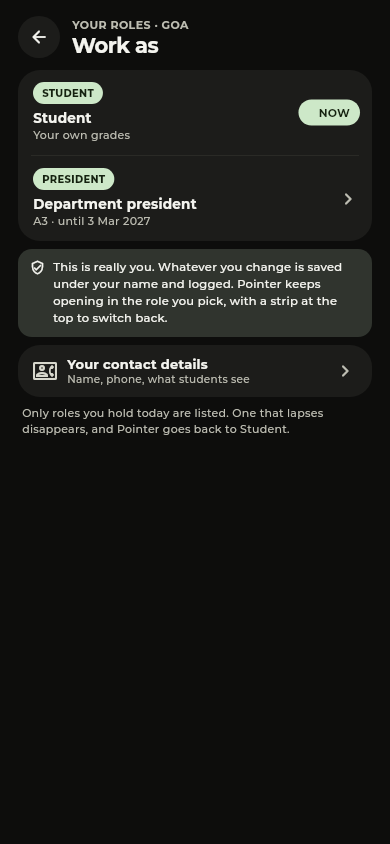 YOUR ROLES · GOA
Work as
STUDENT
Student
Your own grades
NOW
PRESIDENT
Department president
A3 · until 3 Mar 2027
This is really you. Whatever you change is saved
under your name and logged. Pointer keeps
opening in the role you pick, with a strip at the
top to switch back.
Your contact details
Name, phone, what students see
Only roles you hold today are listed. One that lapses
disappears, and Pointer goes back to Student.